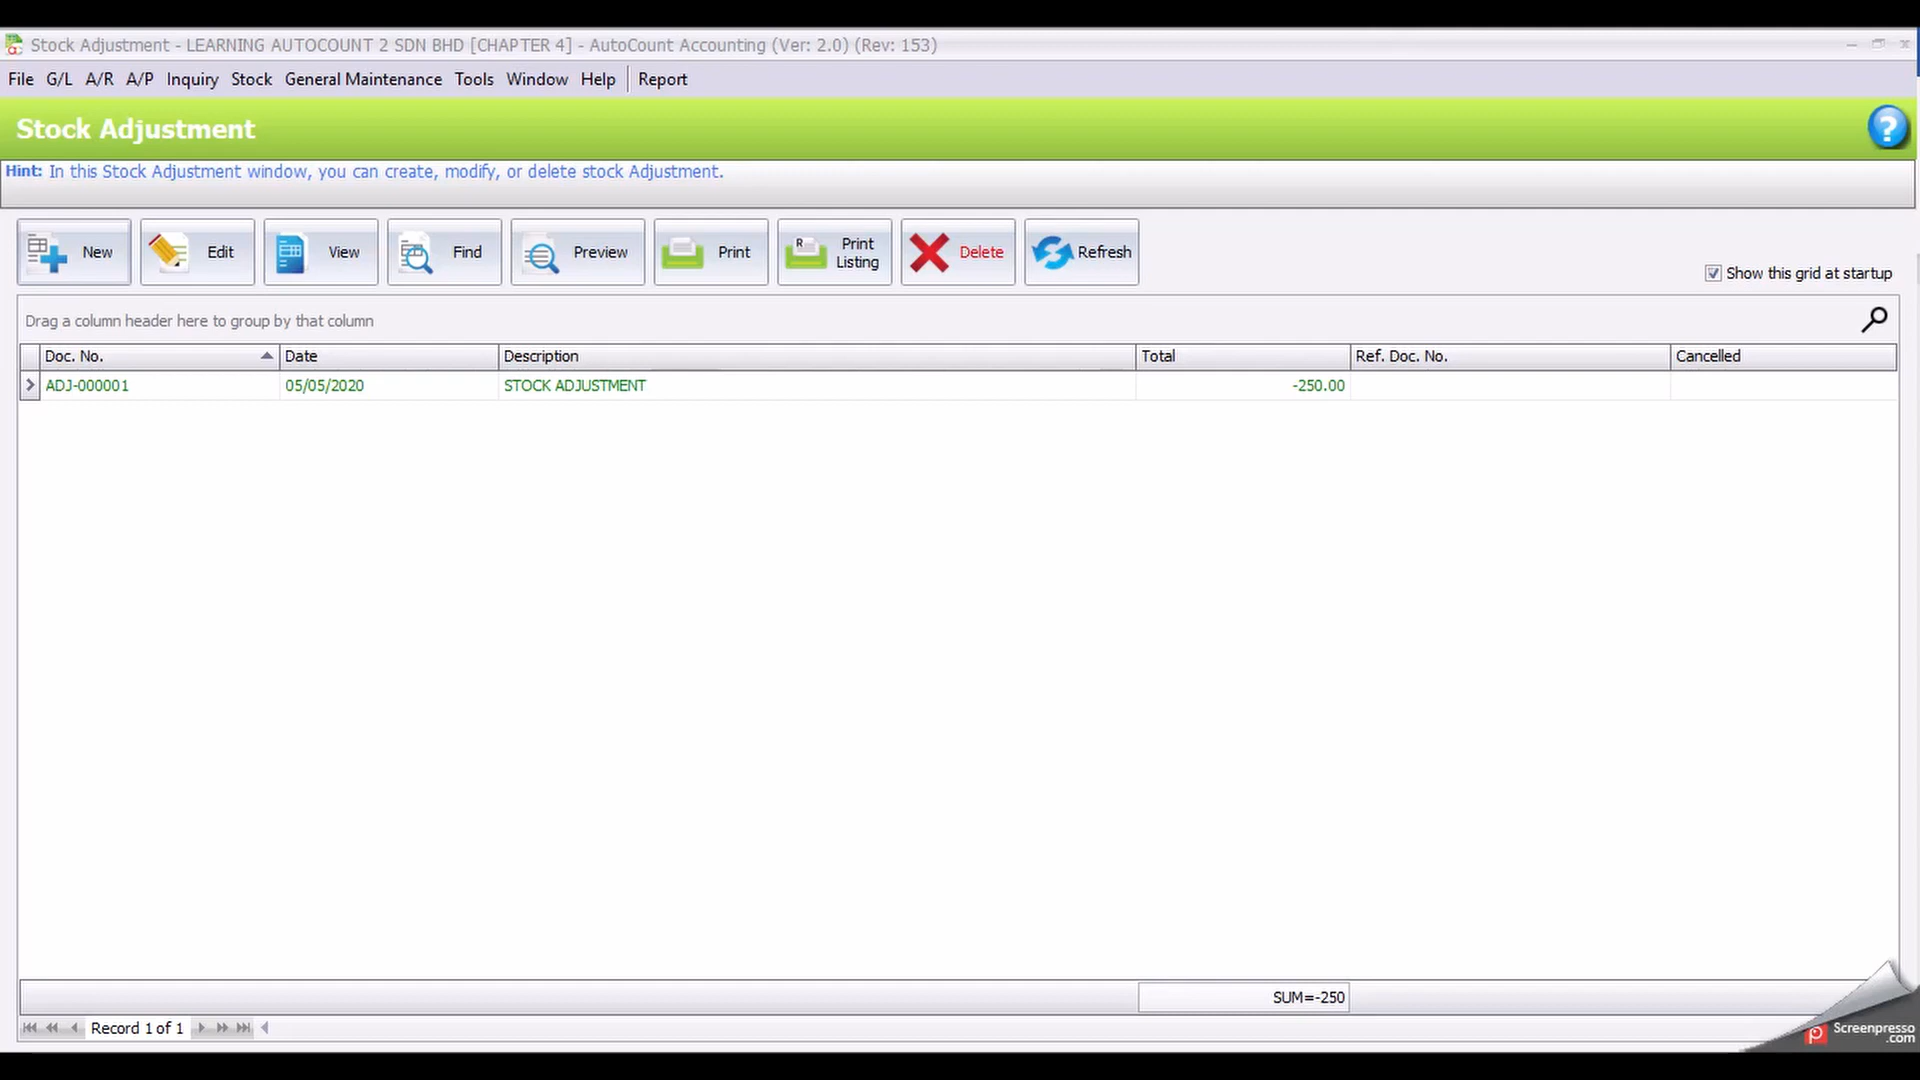 Stock Adjustment - LEARNING AUTOCOUNT 2 SDN BHD [CHAPTER 4] - AutoCount Accounting (Ver: 2.0) (Rev: 153)
File G/L A/R A/P Inquiry Stock General Maintenance Tools Window Help Report
Stock Adjustment
?
Hint: In this Stock Adjustment window, you can create, modify, or delete stock Adjustment.
New Edit View Find Preview Print Print Listing Delete Refresh
Show this grid at startup
Drag a column header here to group by that column
Doc. No. Date Description Total Ref. Doc. No. Cancelled
ADJ-000001 05/05/2020 STOCK ADJUSTMENT -250.00
SUM=-250
Record 1 of 1
Screenpresso
.com